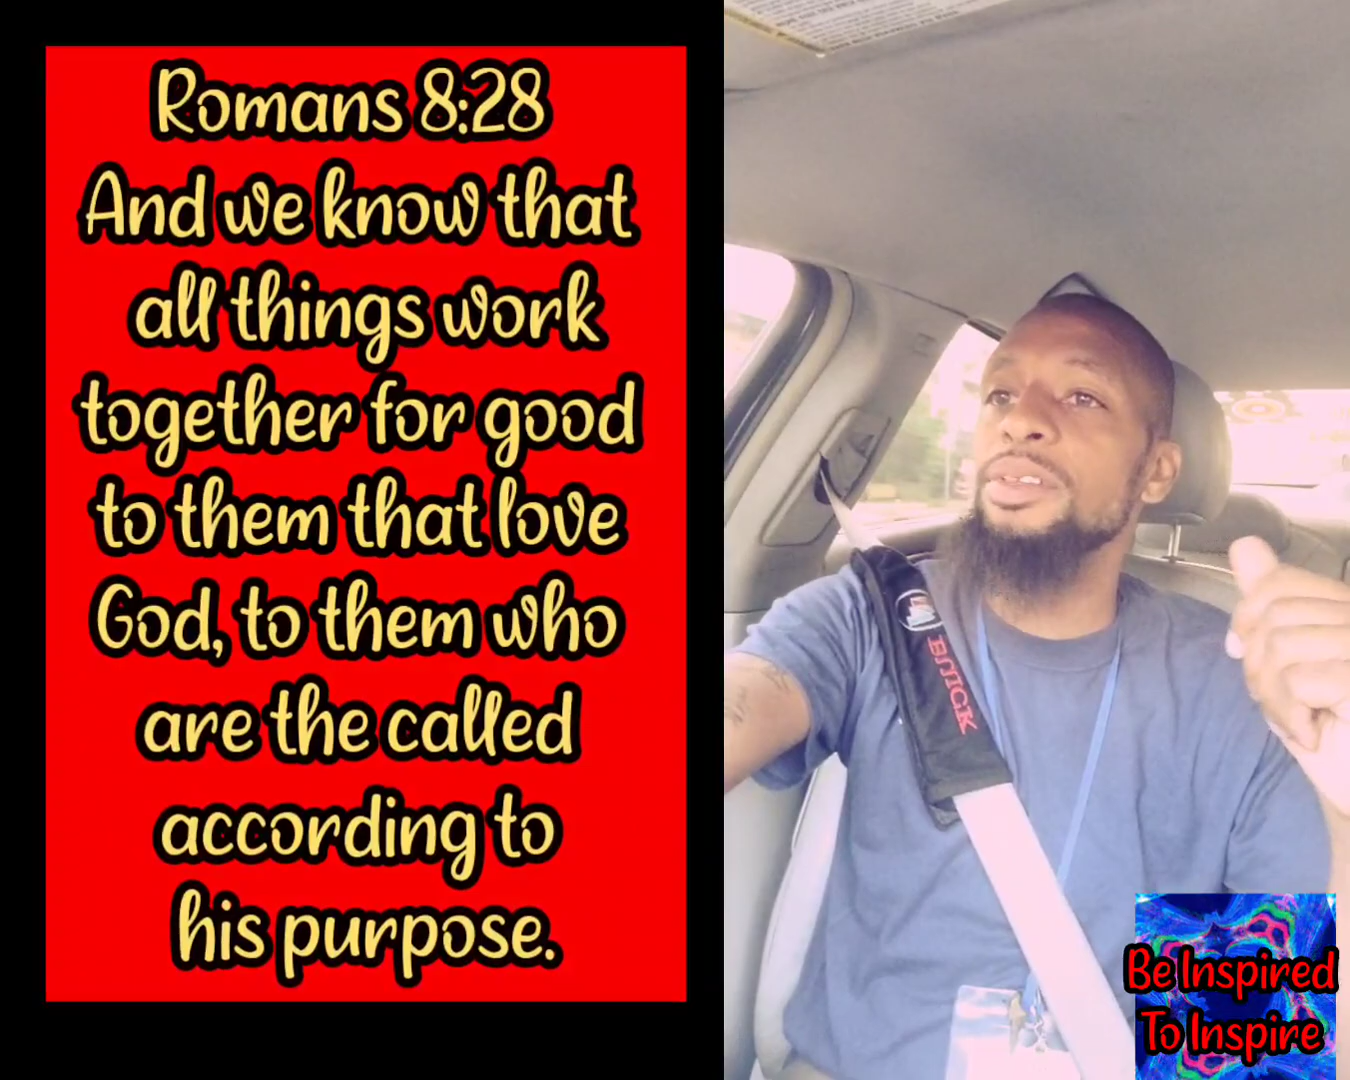 Romans 8:28
And we know that
all things work
together for good
to them that love
God, to them who
are the called
according to
his purpose.
BUICK
Be Inspired
To Inspire